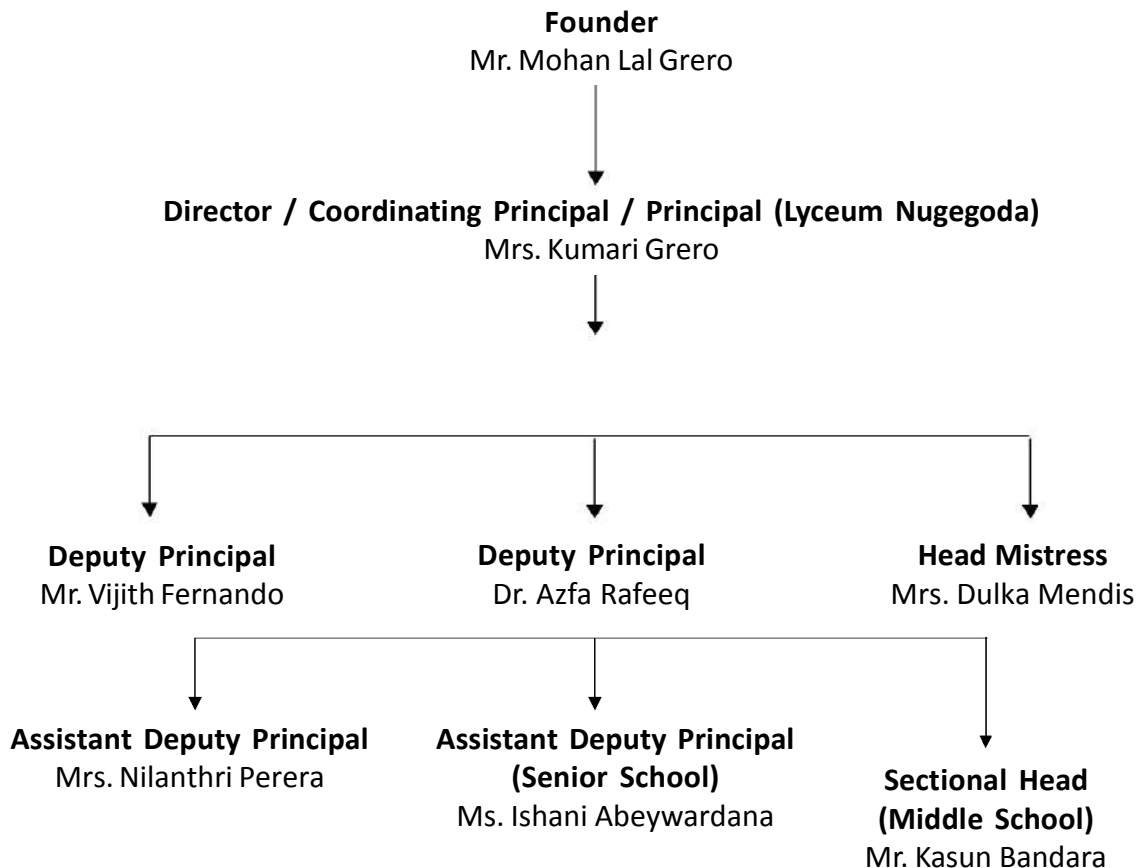 Founder
Mr. Mohan Lal Grero
Director / Coordinating Principal / Principal (Lyceum Nugegoda)
Mrs. Kumari Grero
Deputy Principal
Mr. Vijith Fernando
Deputy Principal
Dr. Azfa Rafeeq
Head Mistress
Mrs. Dulka Mendis
Assistant Deputy Principal
Mrs. Nilanthri Perera
Assistant Deputy Principal
(Senior School)
Ms. Ishani Abeywardana
Sectional Head
(Middle School)
Mr. Kasun Bandara